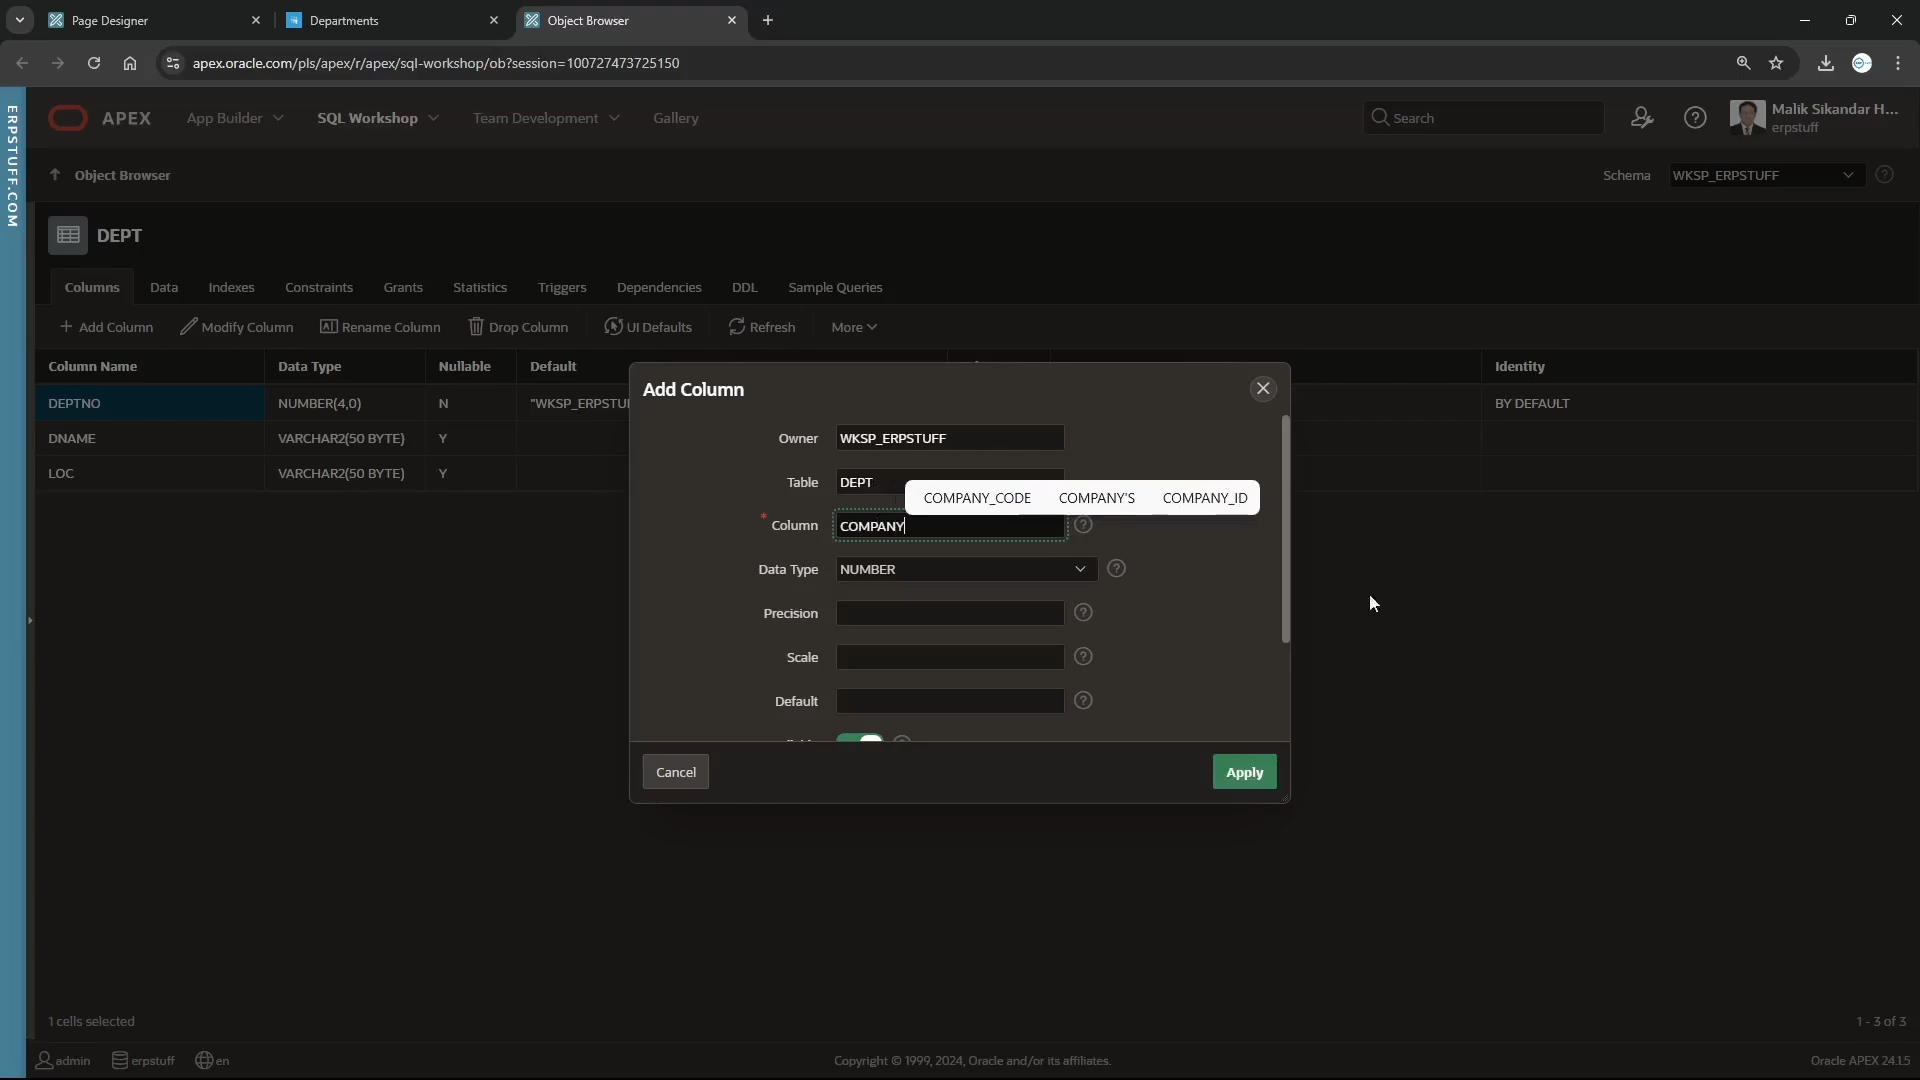 Page Designer
Departments
Object Browser
apex.oracle.com/pls/apex/r/apex/sql-workshop/ob?session=100727473725150
ERPSTUFF.COM
APEX
App Builder
SQL Workshop
Team Development
Gallery
Search
Malik Sikandar H...
erpstuff
Object Browser
Schema
WKSP_ERPSTUFF
DEPT
Columns
Data
Indexes
Constraints
Grants
Statistics
Triggers
Dependencies
DDL
Sample Queries
Add Column
Modify Column
Rename Column
Drop Column
UI Defaults
Refresh
More
Column Name
Data Type
Nullable
Default
Identity
DEPTNO
NUMBER(4,0)
N
"WKSP_ERPSTU
BY DEFAULT
DNAME
VARCHAR2(50 BYTE)
Y
LOC
VARCHAR2(50 BYTE)
Y
Add Column
Owner
WKSP_ERPSTUFF
Table
DEPT
COMPANY_CODE
COMPANY'S
COMPANY_ID
* Column
COMPANY
Data Type
NUMBER
Precision
Scale
Default
Cancel
Apply
1 cells selected
1 - 3 of 3
admin
erpstuff
en
Copyright © 1999, 2024, Oracle and/or its affiliates.
Oracle APEX 24.1.5